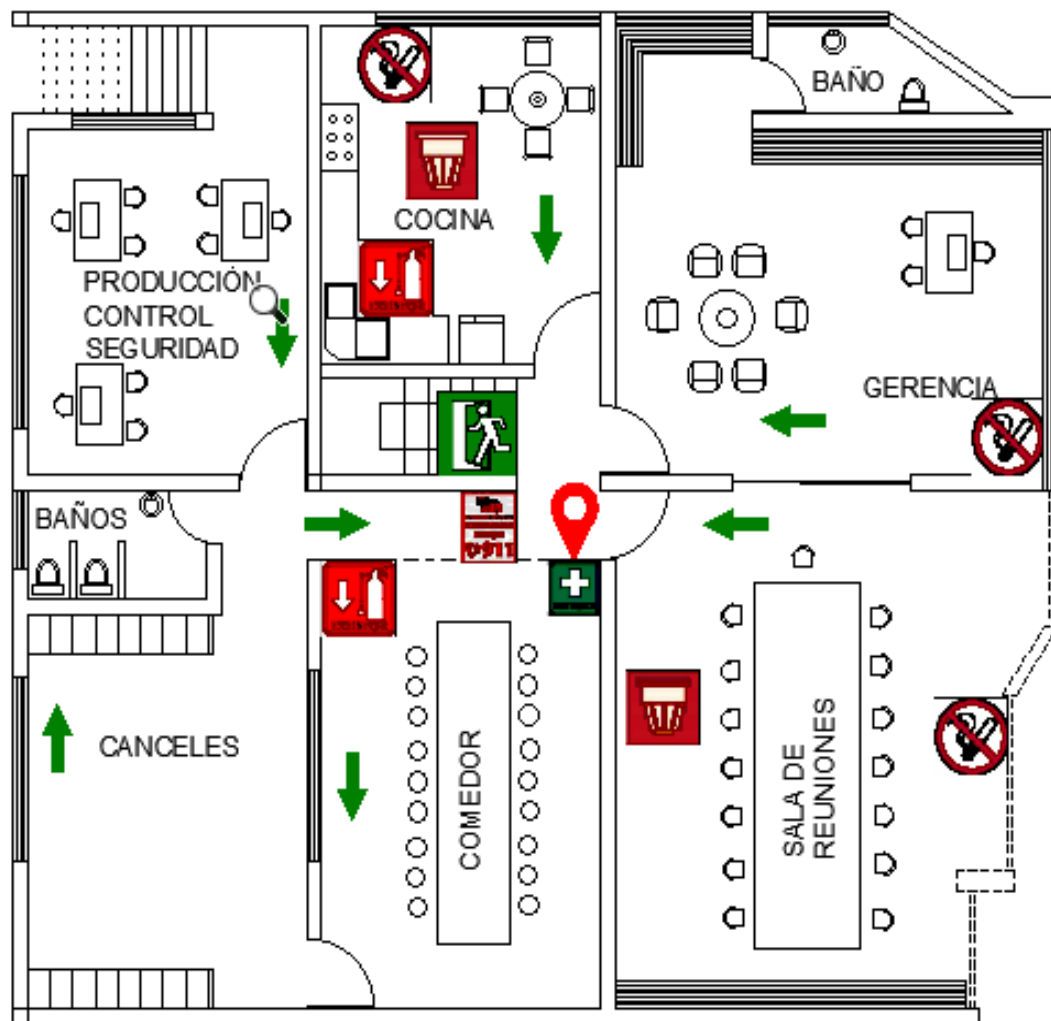 BAÑO
COCINA
PRODUCCIÓN
CONTROL
SEGURIDAD
GERENCIA
BAÑOS
CANCELES
COMEDOR
SALA DE
REUNIONES